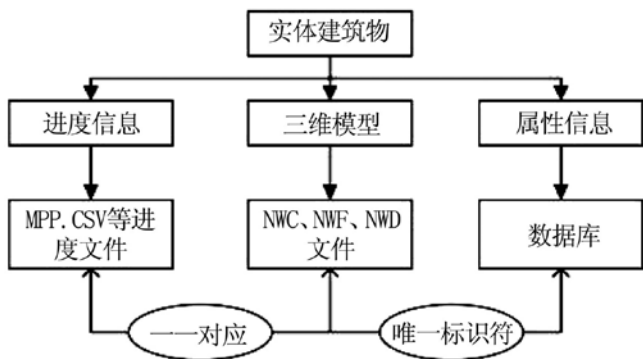 实体建筑物
进度信息
三维模型
属性信息
MPP.CSV等进
度文件
NWC、NWF、NWD
文件
数据库
一一对应
唯一标识符